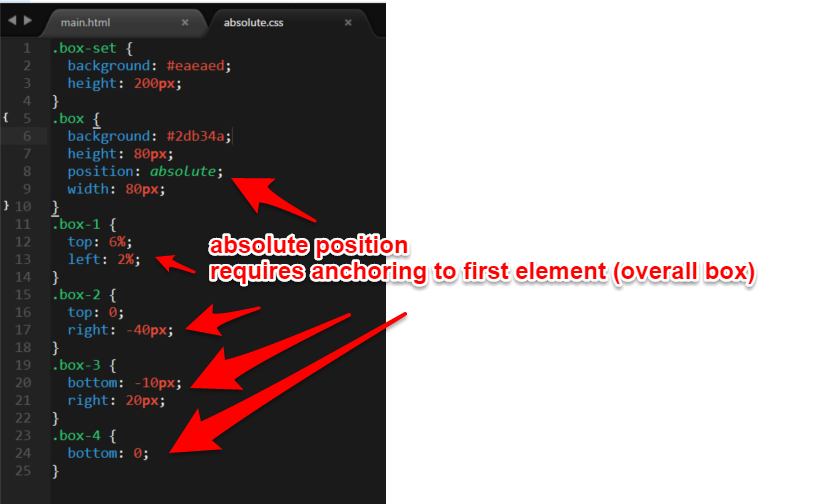 main.html × absolute.css ×
1 .box-set {
2 background: #eaeaed;
3 height: 200px;
4 }
{ 5 .box {
6 background: #2db34a;
7 height: 80px;
8 position: absolute;
9 width: 80px;
} 10 }
11 .box-1 {
12 top: 6%;
13 left: 2%;
14 }
15 .box-2 {
16 top: 0;
17 right: -40px;
18 }
19 .box-3 {
20 bottom: -10px;
21 right: 20px;
22 }
23 .box-4 {
24 bottom: 0;
25 }
absolute position
requires anchoring to first element (overall box)